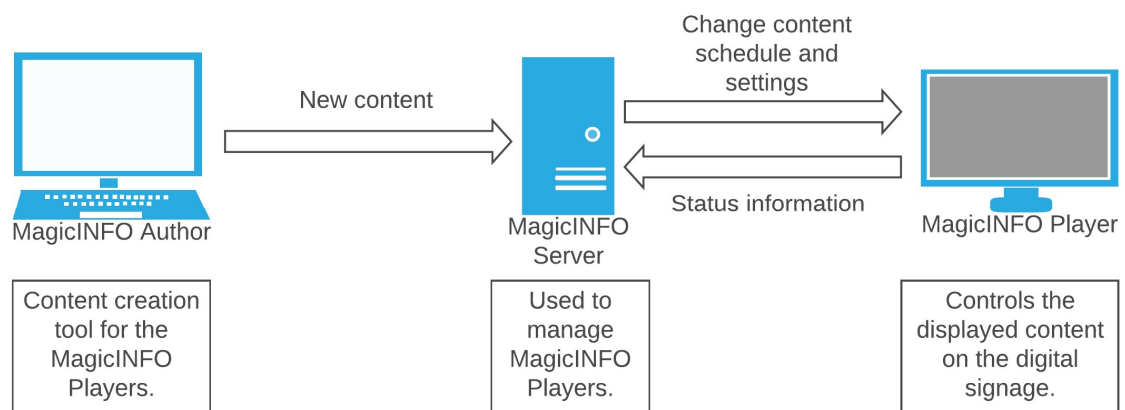 Change content
schedule and
settings
New content
Status information
MagicINFO Author
MagicINFO
Server
MagicINFO Player
Content creation
tool for the
MagicINFO
Players.
Used to
manage
MagicINFO
Players.
Controls the
displayed content
on the digital
signage.